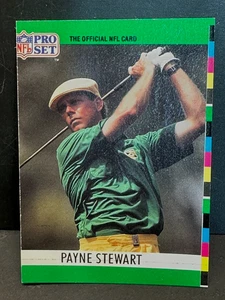 NFL PRO SET
THE OFFICIAL NFL CARD
PAYNE STEWART